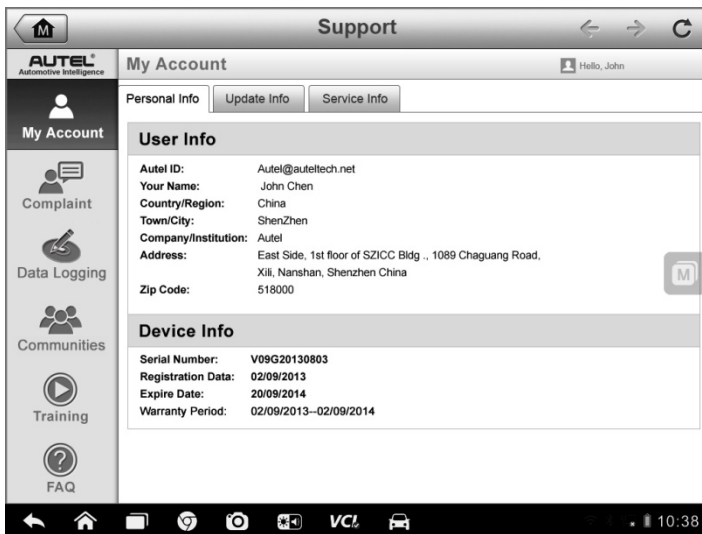 M
Support
AUTEL®
Automotive Intelligence
My Account
Hello, John
My Account
Complaint
Data Logging
Communities
Training
?
FAQ
Personal Info
Update Info
Service Info
User Info
Autel ID: Autel@auteltech.net
Your Name: John Chen
Country/Region: China
Town/City: ShenZhen
Company/Institution: Autel
Address: East Side, 1st floor of SZICC Bldg ., 1089 Chaguang Road,
Xili, Nanshan, Shenzhen China
Zip Code: 518000
M
Device Info
Serial Number: V09G20130803
Registration Data: 02/09/2013
Expire Date: 20/09/2014
Warranty Period: 02/09/2013--02/09/2014
VCI
10:38